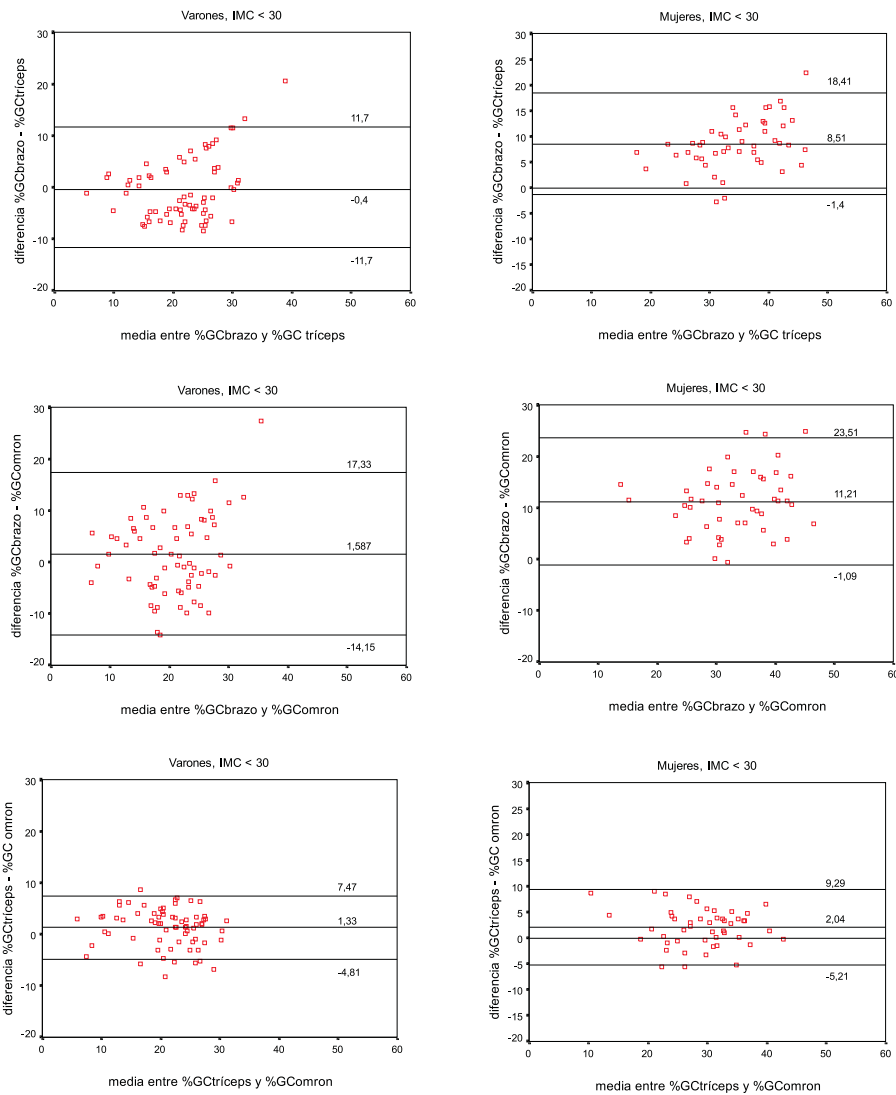 Varones, IMC < 30
diferencia %GCbrazo - %GCtríceps
30
20
10
0
-10
-20
11,7
-0,4
-11,7
0 10 20 30 40 50 60
media entre %GCbrazo y %GC tríceps
Mujeres, IMC < 30
diferencia %GCbrazo - %GCtríceps
30
25
20
15
10
5
0
-5
-10
15
-20
18,41
8,51
-1,4
0 10 20 30 40 50 60
media entre %GCbrazo y %GC tríceps
Varones, IMC < 30
diferencia %GCbrazo - %GComron
30
20
10
0
-10
-20
17,33
1,587
-14,15
0 10 20 30 40 50 60
media entre %GCbrazo y %GComron
Mujeres, IMC < 30
diferencia %GCbrazo - %GComron
30
20
10
0
-10
-20
23,51
11,21
-1,09
0 10 20 30 40 50 60
media entre %GCbrazo y %GComron
Varones, IMC < 30
diferencia %GCtríceps - %GC omron
30
20
10
0
-10
-20
7,47
1,33
-4,81
0 10 20 30 40 50 60
media entre %GCtríceps y %GComron
Mujeres, IMC < 30
diferencia %GCtríceps - %GC omron
30
25
20
15
10
5
0
-5
-10
-15
-20
9,29
2,04
-5,21
0 10 20 30 40 50 60
media entre %GCtríceps y %GComron